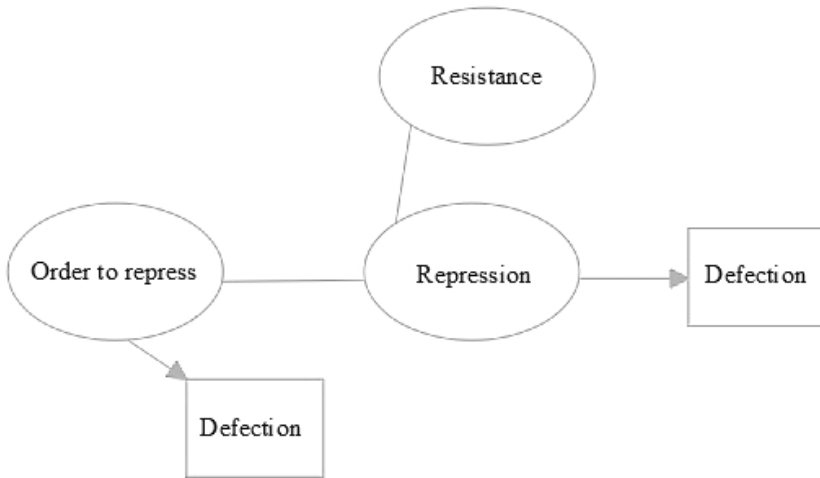 Resistance
Order to repress
Repression
Defection
Defection